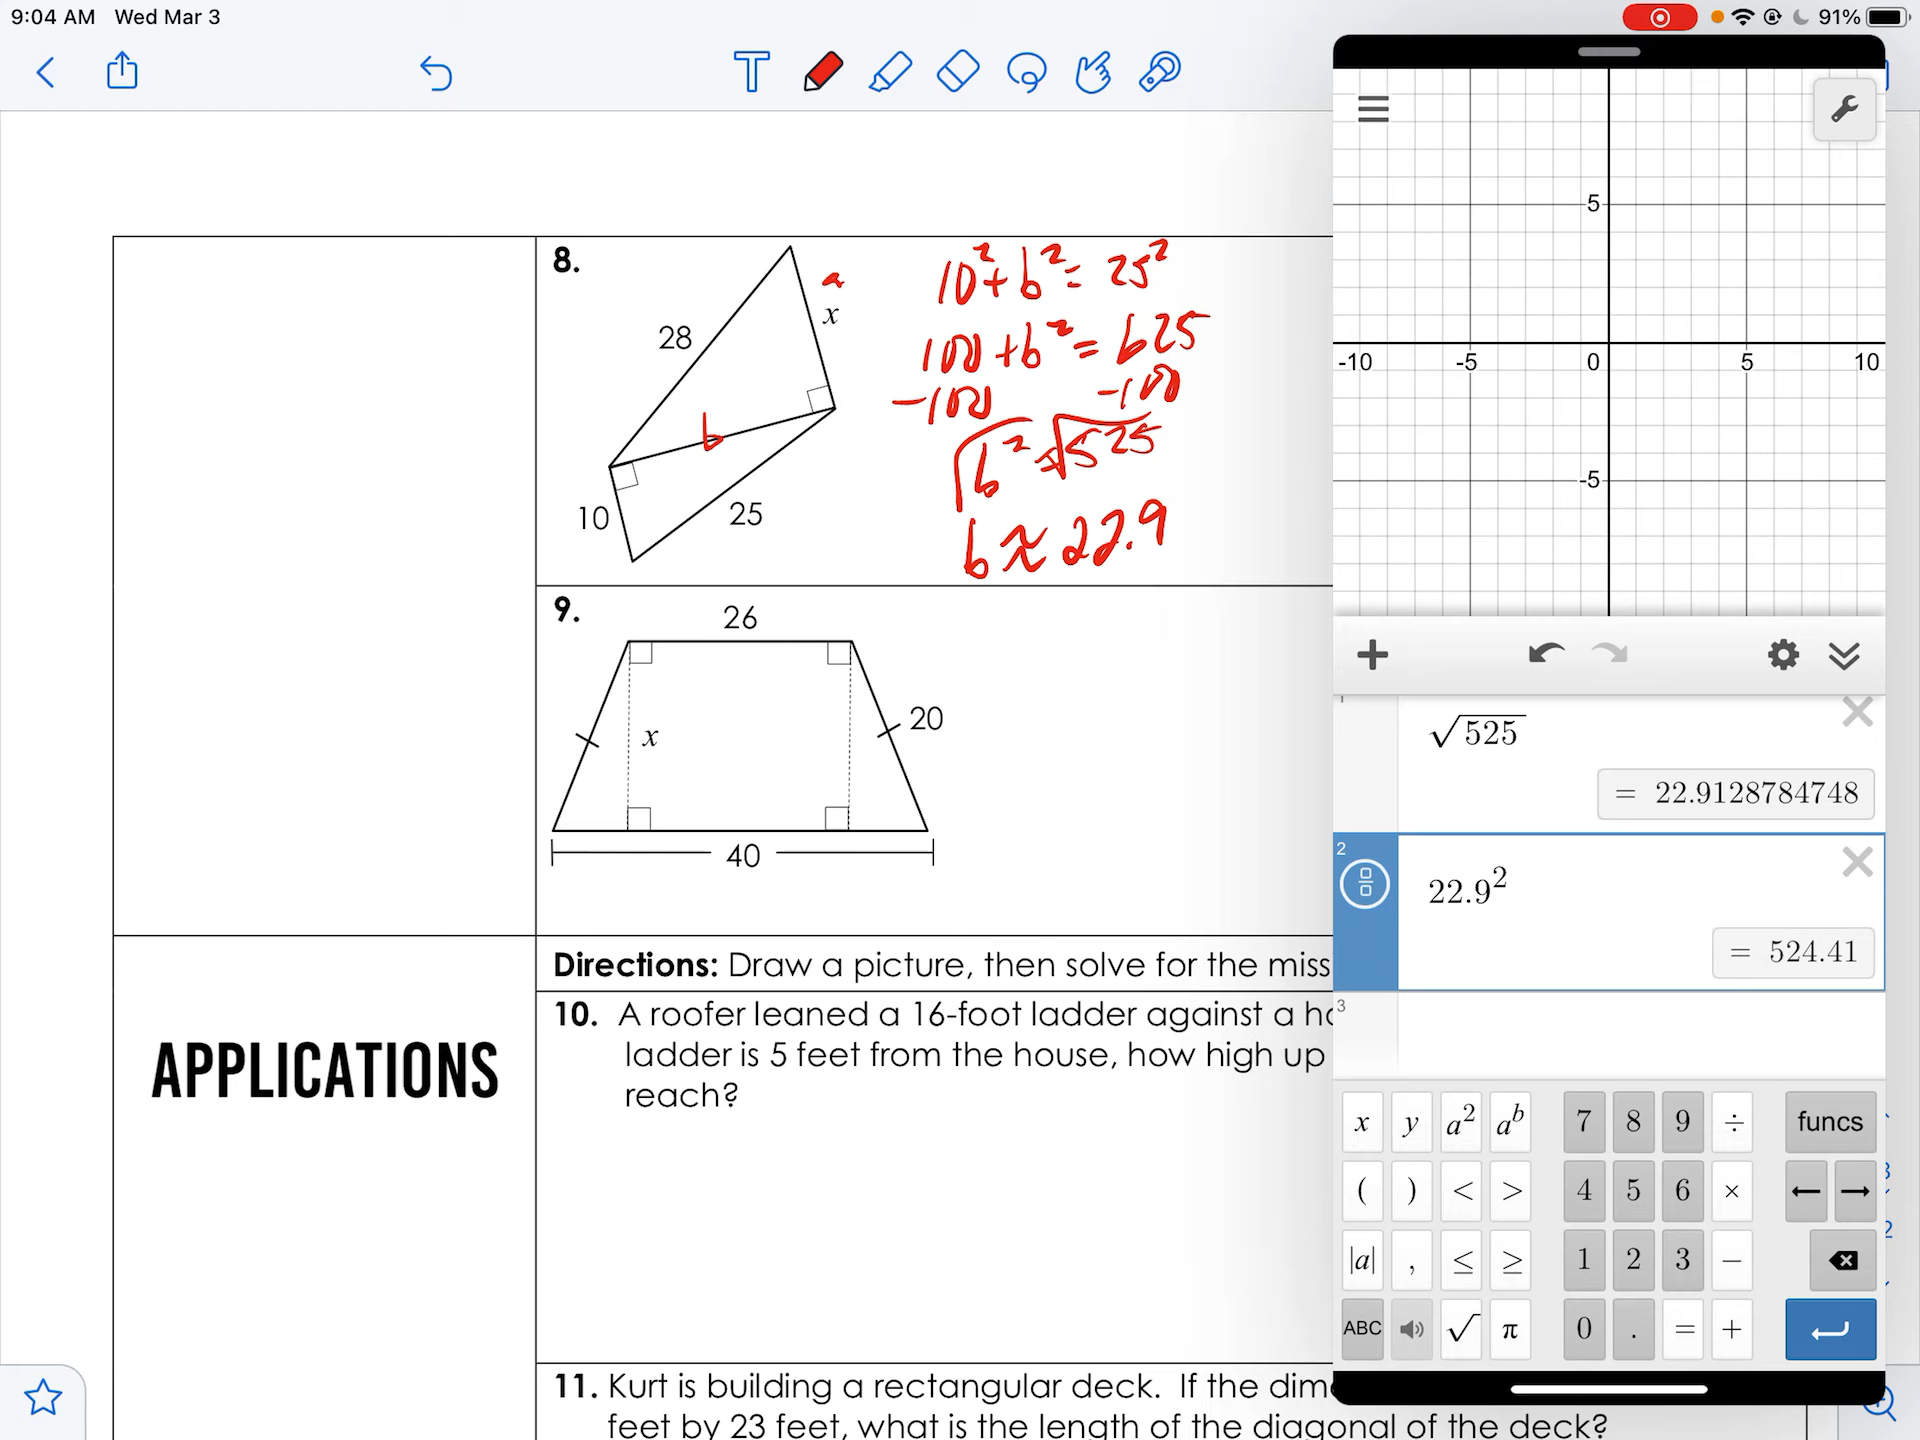 9:04 AM Wed Mar 3
91%
8.
28
a
x
b
10
25
10² + b² = 25²
100 + b² = 625
-100 -100
√b² = √525
b ≈ 22.9
9.
26
x
20
40
APPLICATIONS
Directions: Draw a picture, then solve for the miss
10. A roofer leaned a 16-foot ladder against a ho
ladder is 5 feet from the house, how high up
reach?
11. Kurt is building a rectangular deck. If the dime
feet by 23 feet, what is the length of the diagonal of the deck?
5
-10 -5 0 5 10
-5
√525
= 22.9128784748
2
22.9²
= 524.41
3
x y a² aᵇ 7 8 9 ÷ funcs
( ) < > 4 5 6 × ← →
|a| , ≤ ≥ 1 2 3 −
ABC √ π 0 . = +